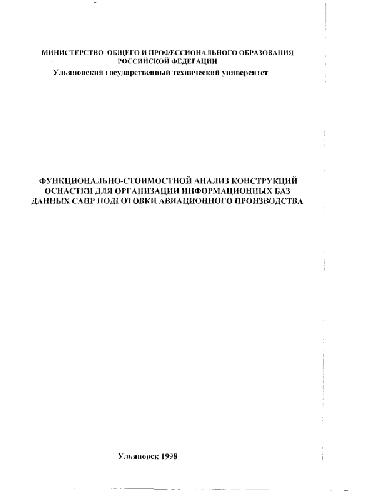 МИНИСТЕРСТВО ОБЩЕГО И ПРОФЕССИОНАЛЬНОГО ОБРАЗОВАНИЯ
РОССИЙСКОЙ ФЕДЕРАЦИИ
Ульяновский государственный технический университет
ФУНКЦИОНАЛЬНО-СТОИМОСТНОЙ АНАЛИЗ КОНСТРУКЦИЙ
ОСНАСТКИ ДЛЯ ОРГАНИЗАЦИИ ИНФОРМАЦИОННЫХ БАЗ
ДАННЫХ САПР ПОДГОТОВКИ АВИАЦИОННОГО ПРОИЗВОДСТВА
Ульяновск 1998